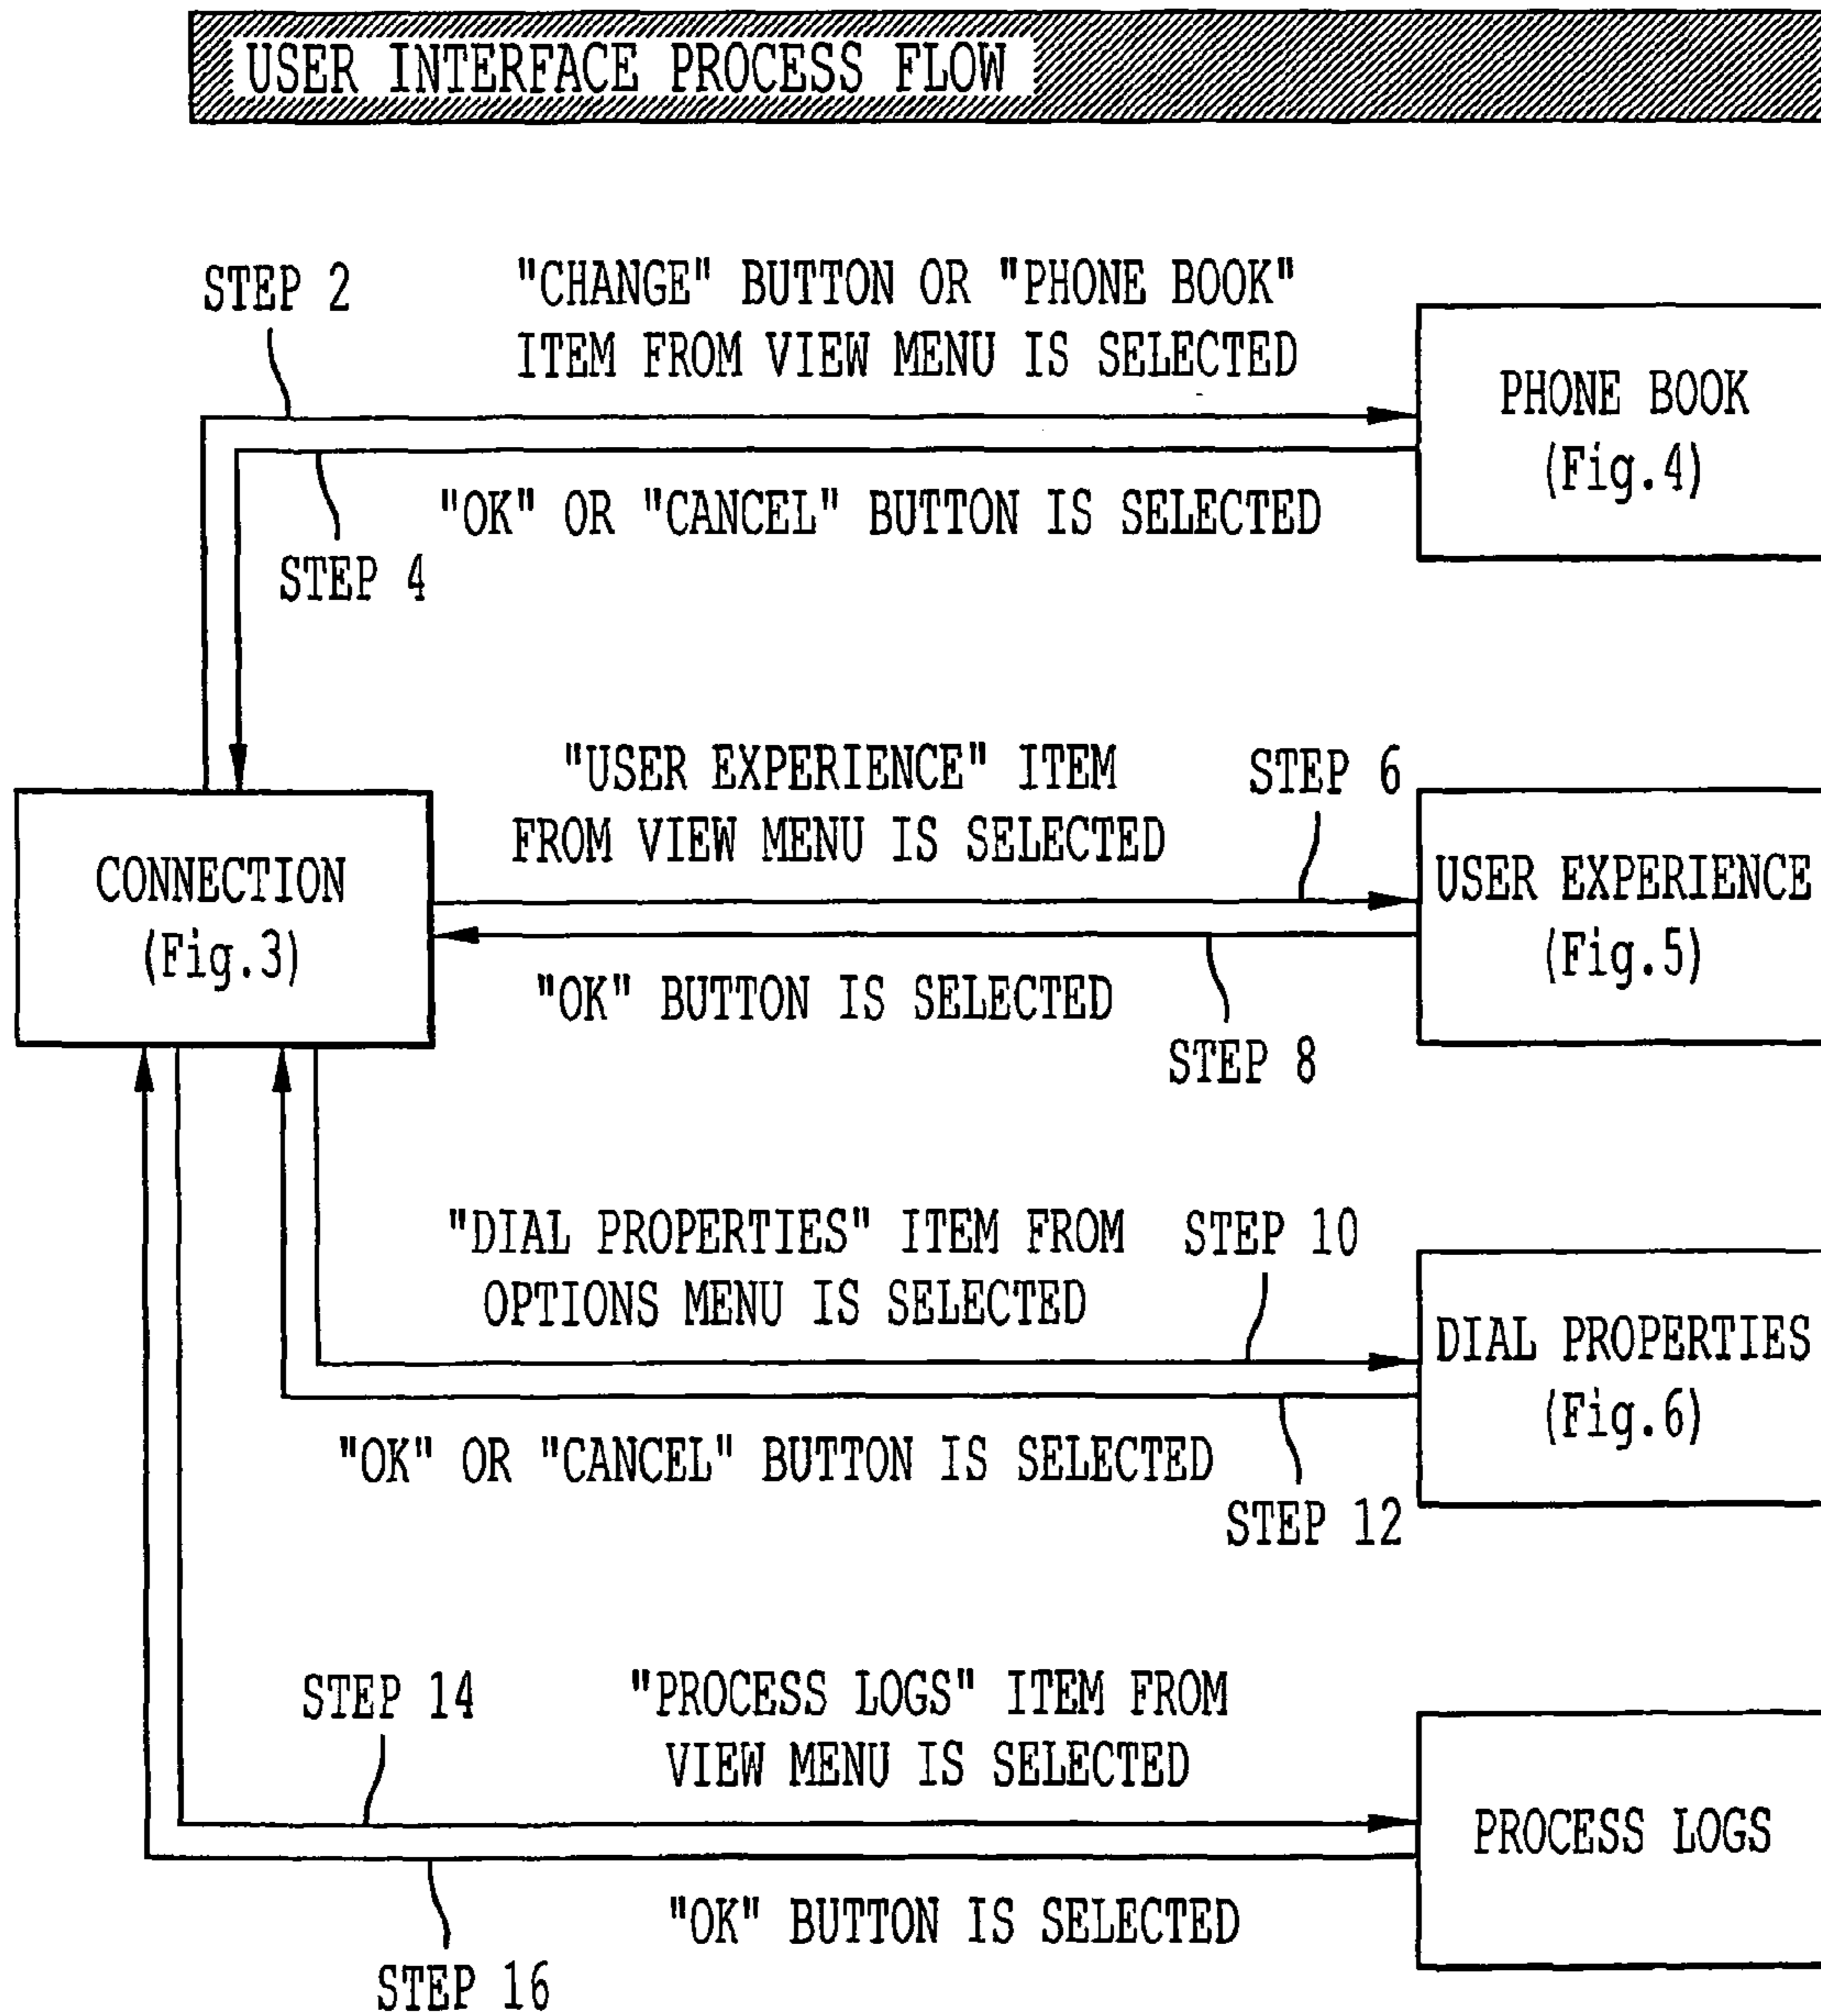 USER INTERFACE PROCESS FLOW
STEP 2
"CHANGE" BUTTON OR "PHONE BOOK"
ITEM FROM VIEW MENU IS SELECTED
PHONE BOOK
(Fig.4)
"OK" OR "CANCEL" BUTTON IS SELECTED
STEP 4
"USER EXPERIENCE" ITEM
FROM VIEW MENU IS SELECTED
STEP 6
CONNECTION
(Fig.3)
USER EXPERIENCE
(Fig.5)
"OK" BUTTON IS SELECTED
STEP 8
"DIAL PROPERTIES" ITEM FROM
OPTIONS MENU IS SELECTED
STEP 10
DIAL PROPERTIES
(Fig.6)
"OK" OR "CANCEL" BUTTON IS SELECTED
STEP 12
STEP 14
"PROCESS LOGS" ITEM FROM
VIEW MENU IS SELECTED
PROCESS LOGS
"OK" BUTTON IS SELECTED
STEP 16